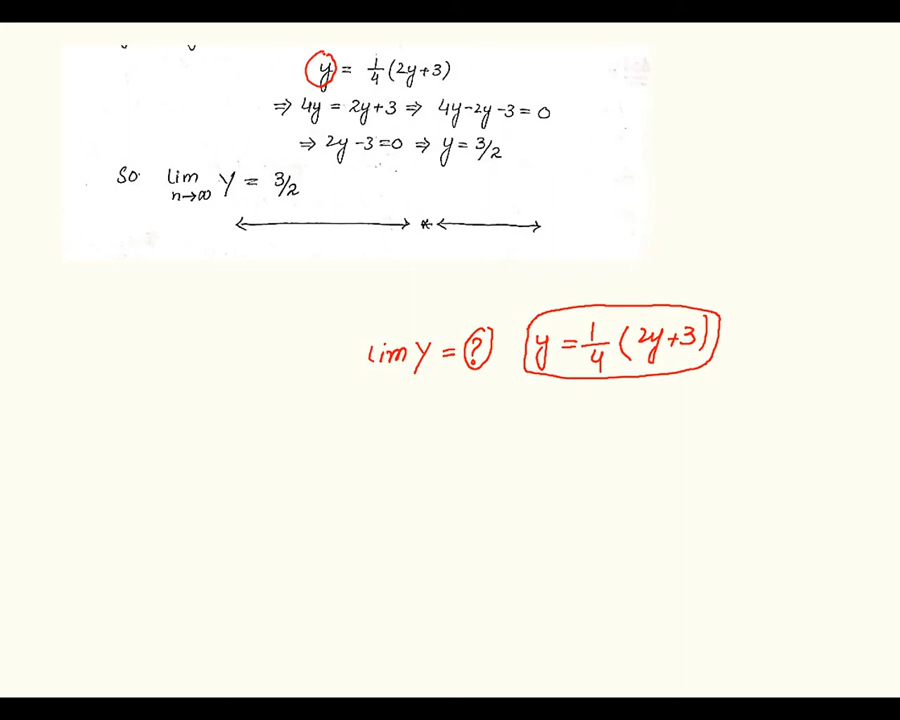 y = 1/4 (2y+3)
⇒ 4y = 2y+3 ⇒ 4y-2y-3 = 0
⇒ 2y-3=0 ⇒ y = 3/2
So lim n→∞ Y = 3/2
*
lim Y = ? y = 1/4 (2y+3)